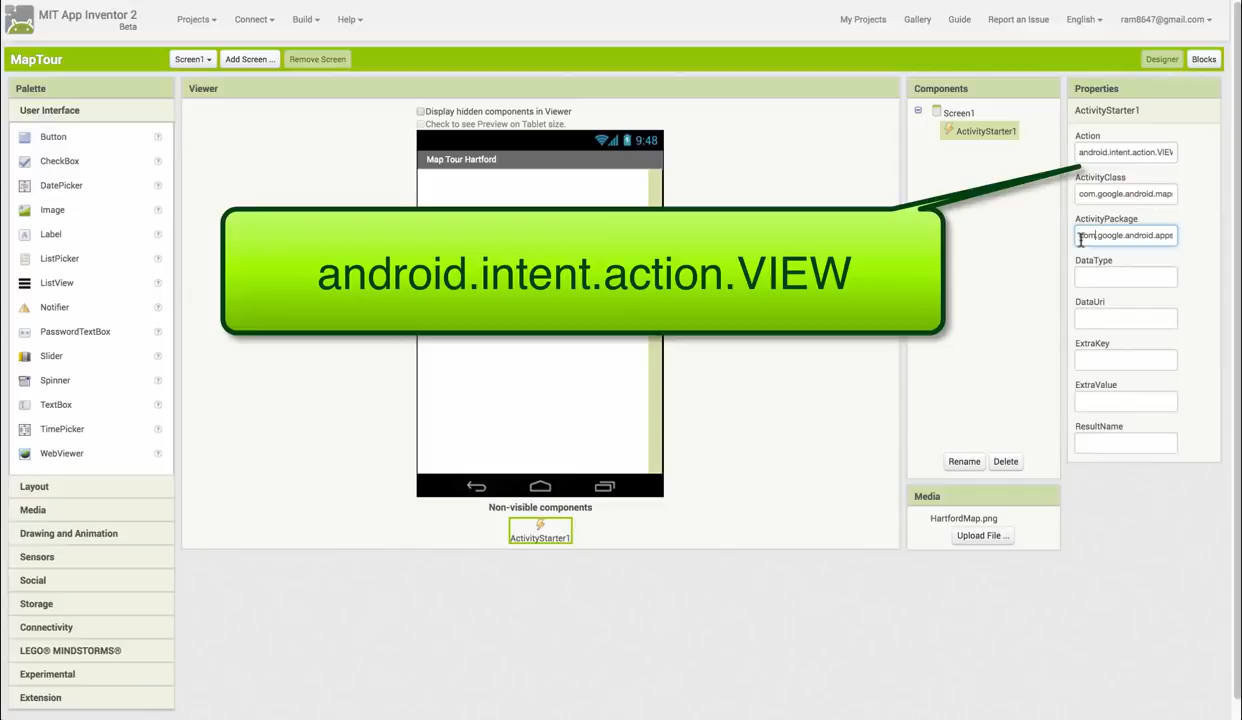 MIT App Inventor 2
Beta
Projects Connect Build Help
My Projects Gallery Guide Report an Issue English ram8647@gmail.com
MapTour
Screen1 Add Screen ... Remove Screen
Designer Blocks
Palette
User Interface
Button ?
CheckBox ?
DatePicker ?
Image ?
Label ?
ListPicker ?
ListView ?
Notifier ?
PasswordTextBox ?
Slider ?
Spinner ?
TextBox ?
TimePicker ?
WebViewer ?
Layout
Media
Drawing and Animation
Sensors
Social
Storage
Connectivity
LEGO® MINDSTORMS®
Experimental
Extension
Viewer
Display hidden components in Viewer
Check to see Preview on Tablet size.
9:48
Map Tour Hartford
android.intent.action.VIEW
Non-visible components
ActivityStarter1
Components
Screen1
ActivityStarter1
Rename Delete
Media
HartfordMap.png
Upload File ...
Properties
ActivityStarter1
Action
android.intent.action.VIEW
ActivityClass
com.google.android.map
ActivityPackage
com.google.android.apps
DataType
DataUri
ExtraKey
ExtraValue
ResultName